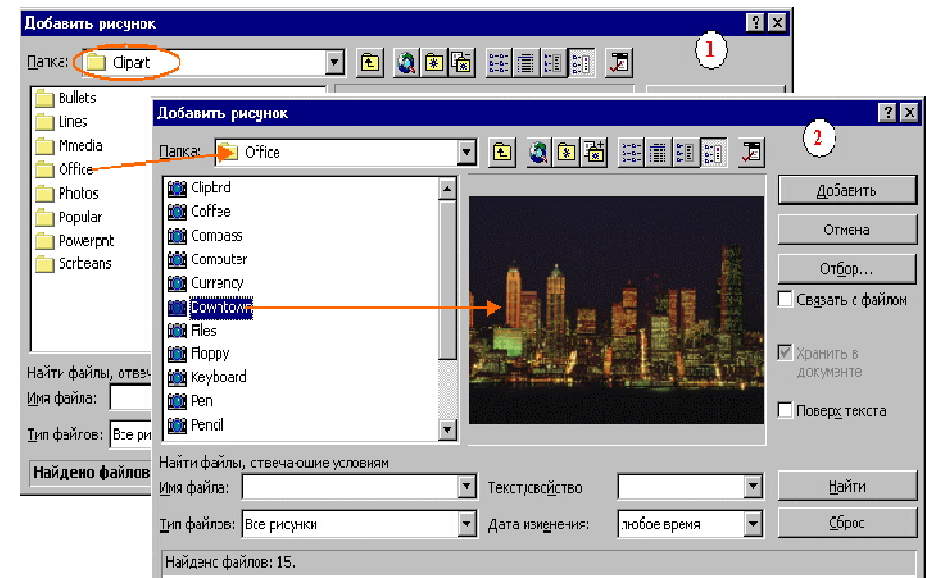 Добавить рисунок
1
Папка: Clipart
Bullets
Lines
Mmedia
Office
Photos
Popular
Powerpnt
Scrbeans
Найти файлы, отвеч
Имя файла:
Тип файлов: Все ри
Найдено файлов
Добавить рисунок
2
Папка: Office
Clipbrd
Coffee
Compass
Computer
Currency
Downtown
Files
Floppy
Keyboard
Pen
Pencil
Добавить
Отмена
Отбор...
Связать с файлом
Хранить в
документе
Поверх текста
Найти файлы, отвечающие условиям
Имя файла:
Текст/свойство
Найти
Тип файлов: Все рисунки
Дата изменения: любое время
Сброс
Найдено файлов: 15.